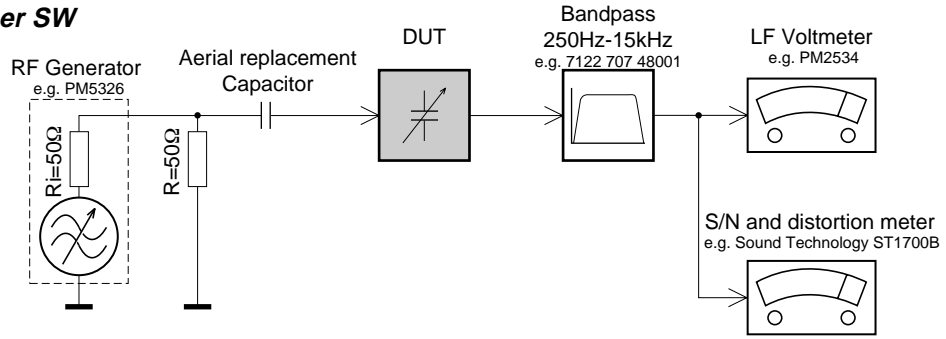 er SW
RF Generator
e.g. PM5326
Ri=50Ω
R=50Ω
Aerial replacement
Capacitor
DUT
Bandpass
250Hz-15kHz
e.g. 7122 707 48001
LF Voltmeter
e.g. PM2534
S/N and distortion meter
e.g. Sound Technology ST1700B